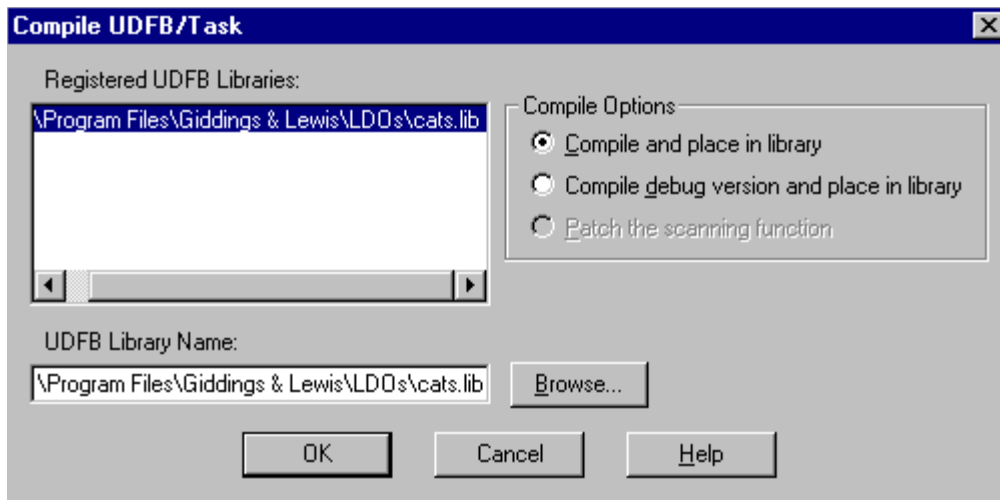 Compile UDFB/Task
Registered UDFB Libraries:
\Program Files\Giddings & Lewis\LDOs\cats.lib
Compile Options
Compile and place in library
Compile debug version and place in library
Patch the scanning function
UDFB Library Name:
\Program Files\Giddings & Lewis\LDOs\cats.lib
Browse...
OK
Cancel
Help